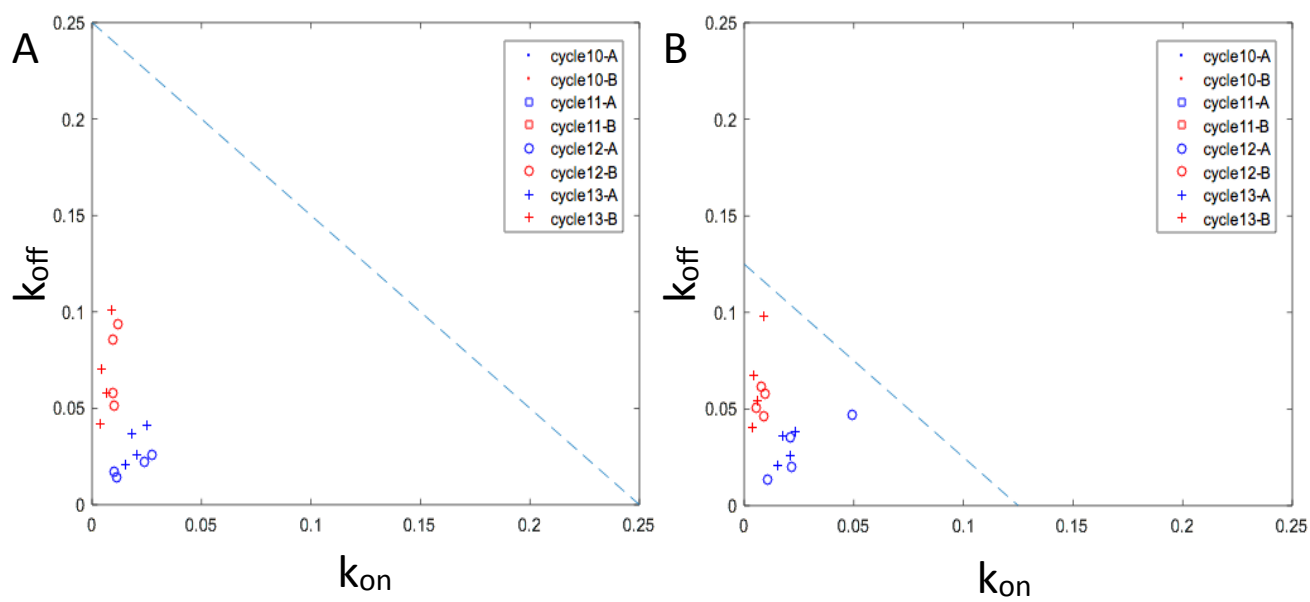 A
0.25
0.2
0.15
0.1
0.05
0
0
0.05
0.1
0.15
0.2
0.25
koff
kon
cycle10-A
cycle10-B
cycle11-A
cycle11-B
cycle12-A
cycle12-B
cycle13-A
cycle13-B
B
0.25
0.2
0.15
0.1
0.05
0
0
0.05
0.1
0.15
0.2
0.25
koff
kon
cycle10-A
cycle10-B
cycle11-A
cycle11-B
cycle12-A
cycle12-B
cycle13-A
cycle13-B